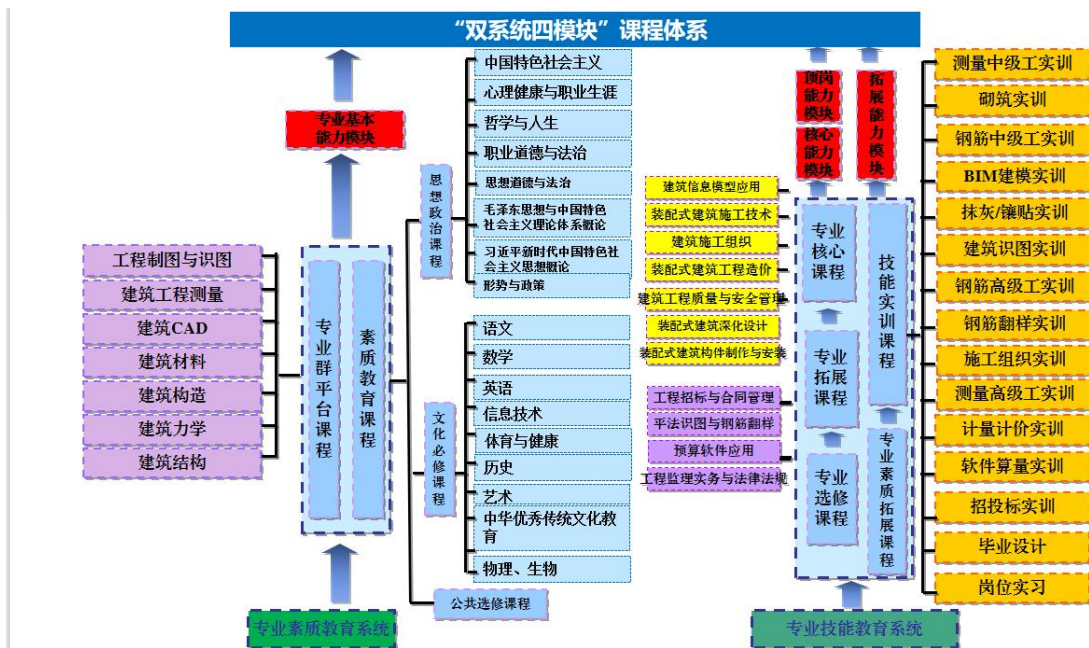 “双系统四模块”课程体系
专业基本
能力模块
顶岗
能力模块
核心
能力模块
拓展能力模块
工程制图与识图
建筑工程测量
建筑CAD
建筑材料
建筑构造
建筑力学
建筑结构
专业群平台课程
素质教育课程
思想政治课程
中国特色社会主义
心理健康与职业生涯
哲学与人生
职业道德与法治
思想道德与法治
毛泽东思想与中国特色
社会主义理论体系概论
习近平新时代中国特色社
会主义思想概论
形势与政策
文化必修课程
语文
数学
英语
信息技术
体育与健康
历史
艺术
中华优秀传统文化教
育
物理、生物
公共选修课程
专业素质教育系统
建筑信息模型应用
装配式建筑施工技术
建筑施工组织
装配式建筑工程造价
建筑工程质量与安全管理
装配式建筑深化设计
装配式建筑构件制作与安装
工程招标与合同管理
平法识图与钢筋翻样
预算软件应用
工程监理实务与法律法规
专业
核心
课程
专业
拓展
课程
专业
选修
课程
技能实训课程
专业素质拓展课程
测量中级工实训
砌筑实训
钢筋中级工实训
BIM建模实训
抹灰/镶贴实训
建筑识图实训
钢筋高级工实训
钢筋翻样实训
施工组织实训
测量高级工实训
计量计价实训
软件算量实训
招投标实训
毕业设计
岗位实习
专业技能教育系统